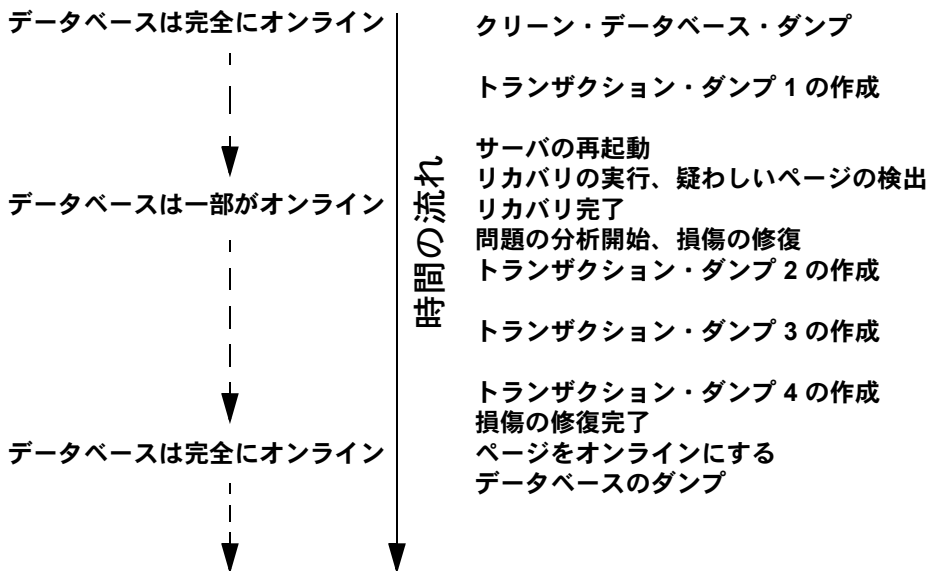 データベースは完全にオンライン
クリーン・データベース・ダンプ
トランザクション・ダンプ 1 の作成
サーバの再起動
リカバリの実行、疑わしいページの検出
データベースは一部がオンライン
リカバリ完了
問題の分析開始、損傷の修復
トランザクション・ダンプ 2 の作成
時間の流れ
トランザクション・ダンプ 3 の作成
トランザクション・ダンプ 4 の作成
損傷の修復完了
データベースは完全にオンライン
ページをオンラインにする
データベースのダンプ